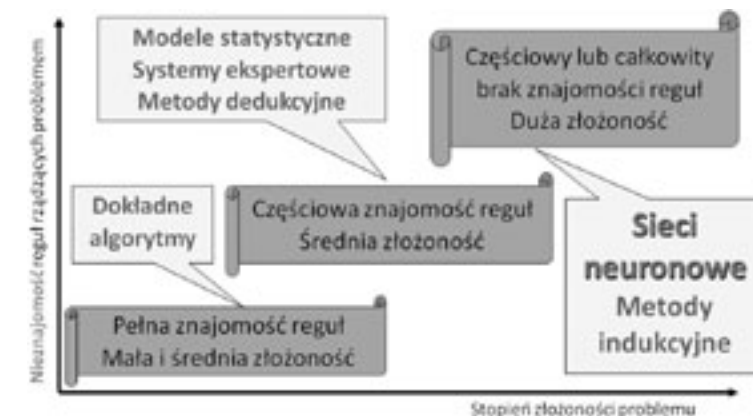 Nieznajomość reguł rządzących problemem
Modele statystyczne
Systemy ekspertowe
Metody dedukcyjne
Częściowy lub całkowity
brak znajomości reguł
Duża złożoność
Dokładne
algorytmy
Częściowa znajomość reguł
Średnia złożoność
Sieci
neuronowe
Metody
indukcyjne
Pełna znajomość reguł
Mała i średnia złożoność
Stopień złożoności problemu